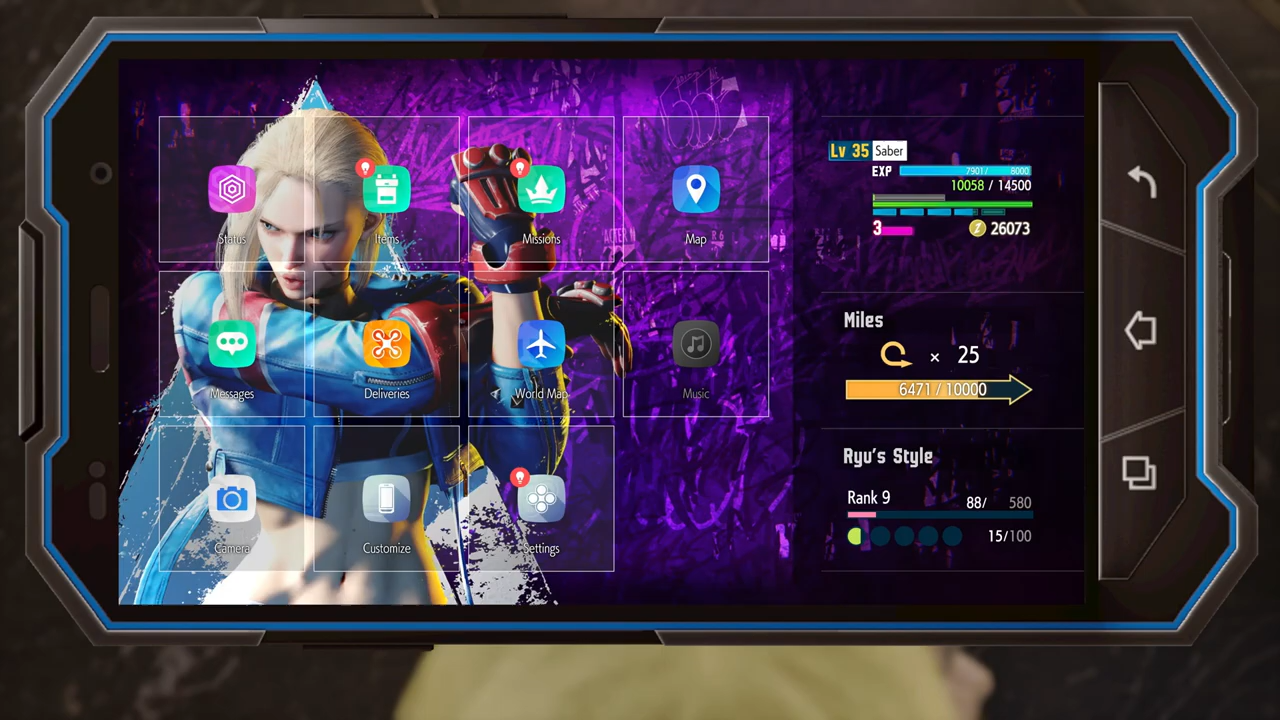 Status
Items
Missions
Map
Messages
Deliveries
World Map
Music
Camera
Customize
Settings
Lv 35 Saber
EXP 7901/ 8000
10058 / 14500
3
Z 26073
Miles
× 25
6471 / 10000
Ryu's Style
Rank 9 88/ 580
15/100